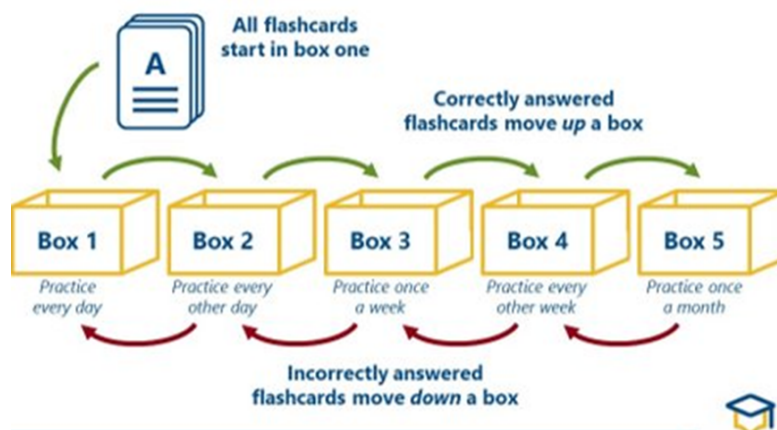 All flashcards
start in box one
A
Correctly answered
flashcards move up a box
Box 1
Box 2
Box 3
Box 4
Box 5
Practice
every day
Practice every
other day
Practice once
a week
Practice every
other week
Practice once
a month
Incorrectly answered
flashcards move down a box